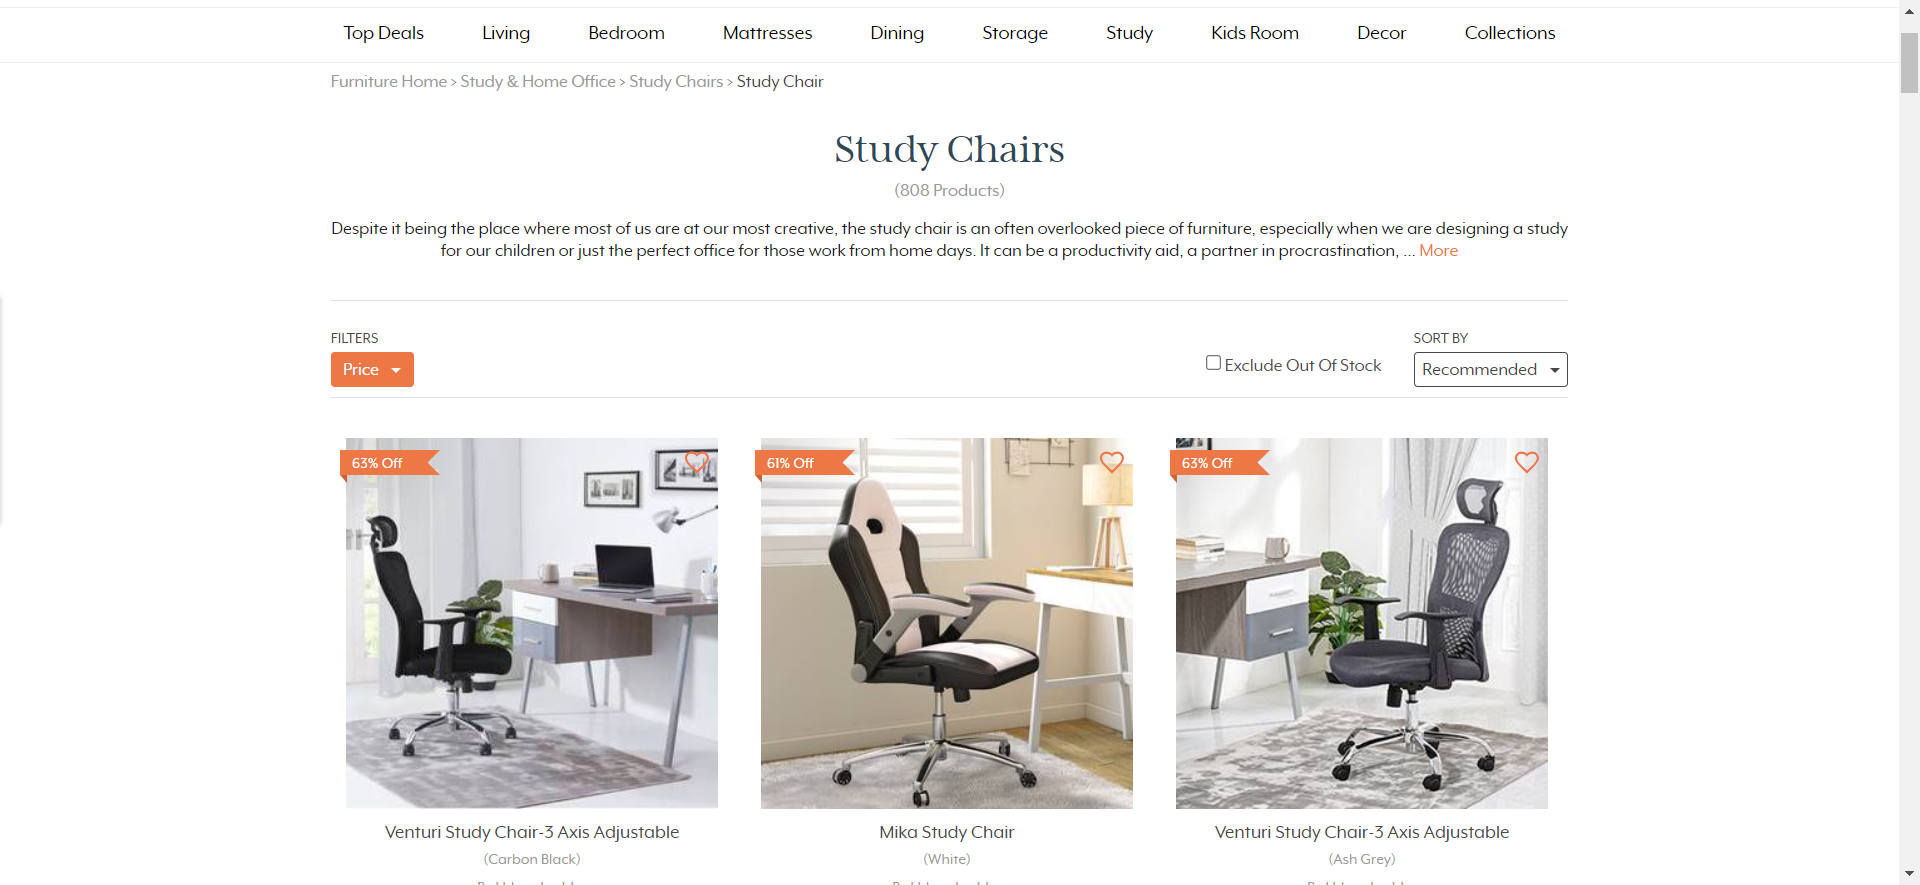 Top Deals Living Bedroom Mattresses Dining Storage Study Kids Room Decor Collections
Furniture Home > Study & Home Office > Study Chairs > Study Chair
Study Chairs
(808 Products)
Despite it being the place where most of us are at our most creative, the study chair is an often overlooked piece of furniture, especially when we are designing a study
for our children or just the perfect office for those work from home days. It can be a productivity aid, a partner in procrastination, ... More
FILTERS
Price
Exclude Out Of Stock
SORT BY
Recommended
63% Off
61% Off
63% Off
Venturi Study Chair-3 Axis Adjustable
(Carbon Black)
Mika Study Chair
(White)
Venturi Study Chair-3 Axis Adjustable
(Ash Grey)